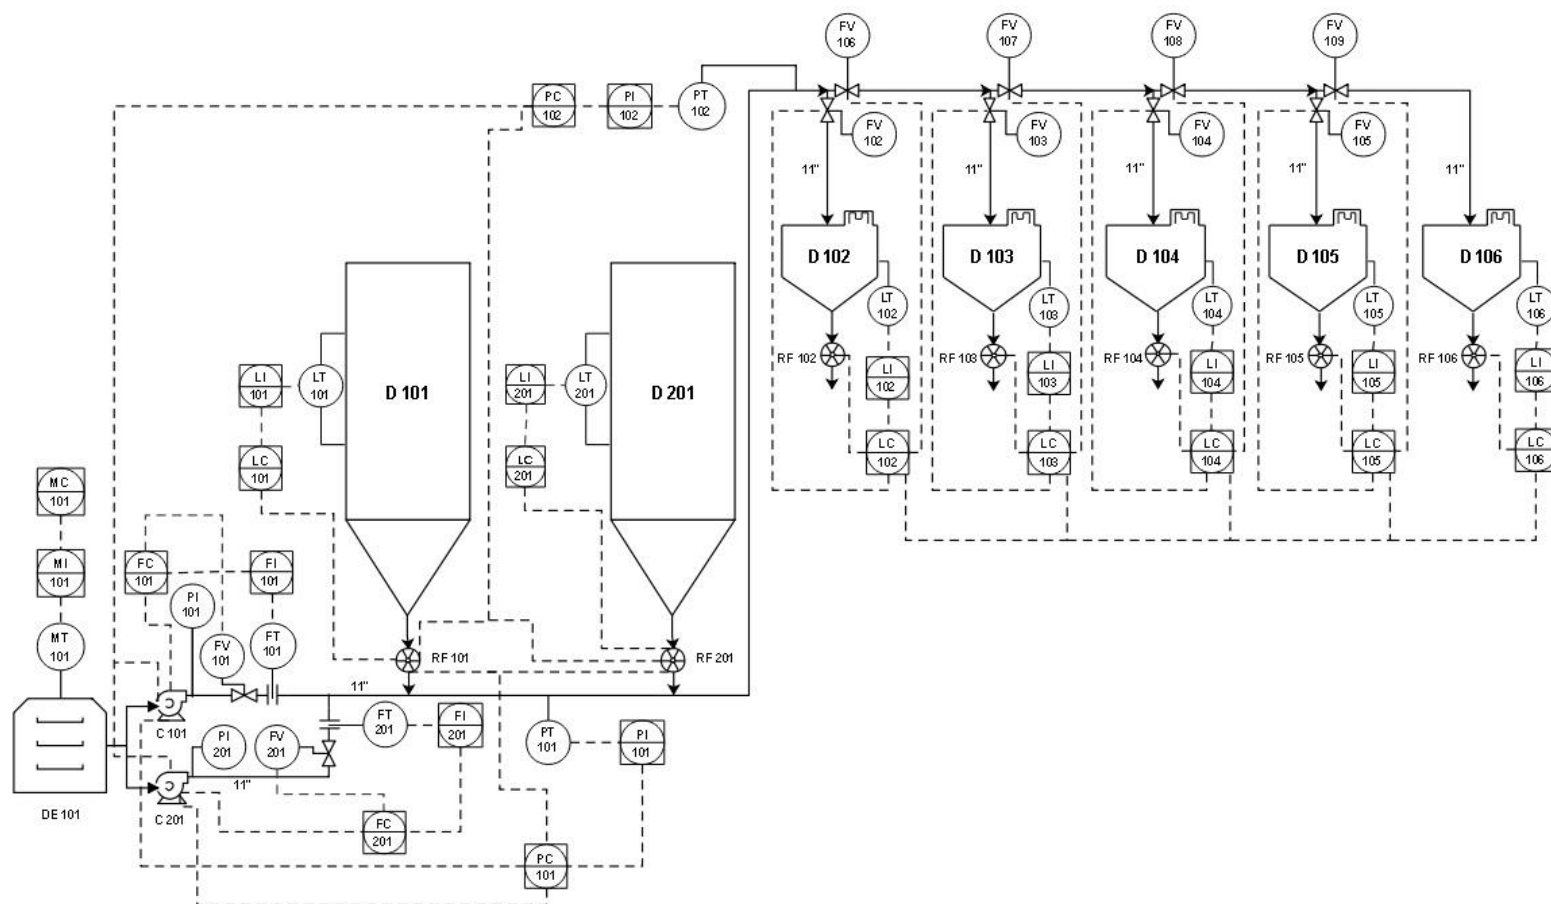 FV
106
FV
107
FV
108
FV
109
PC
102
PI
102
PT
102
FV
102
FV
103
FV
104
FV
105
11"
11"
11"
11"
11"
D 102
D 103
D 104
D 105
D 106
LT
102
LT
103
LT
104
LT
105
LT
106
RF 102
RF 103
RF 104
RF 105
RF 106
LI
102
LI
103
LI
104
LI
105
LI
106
LC
102
LC
103
LC
104
LC
105
LC
106
LI
101
LT
101
D 101
LI
201
LT
201
D 201
LC
101
LC
201
MC
101
MI
101
MT
101
FC
101
FI
101
PI
101
FV
101
FT
101
RF 101
RF 201
11"
C 101
PI
201
FV
201
FT
201
FI
201
PT
101
PI
101
11"
DE 101
C 201
FC
201
PC
101